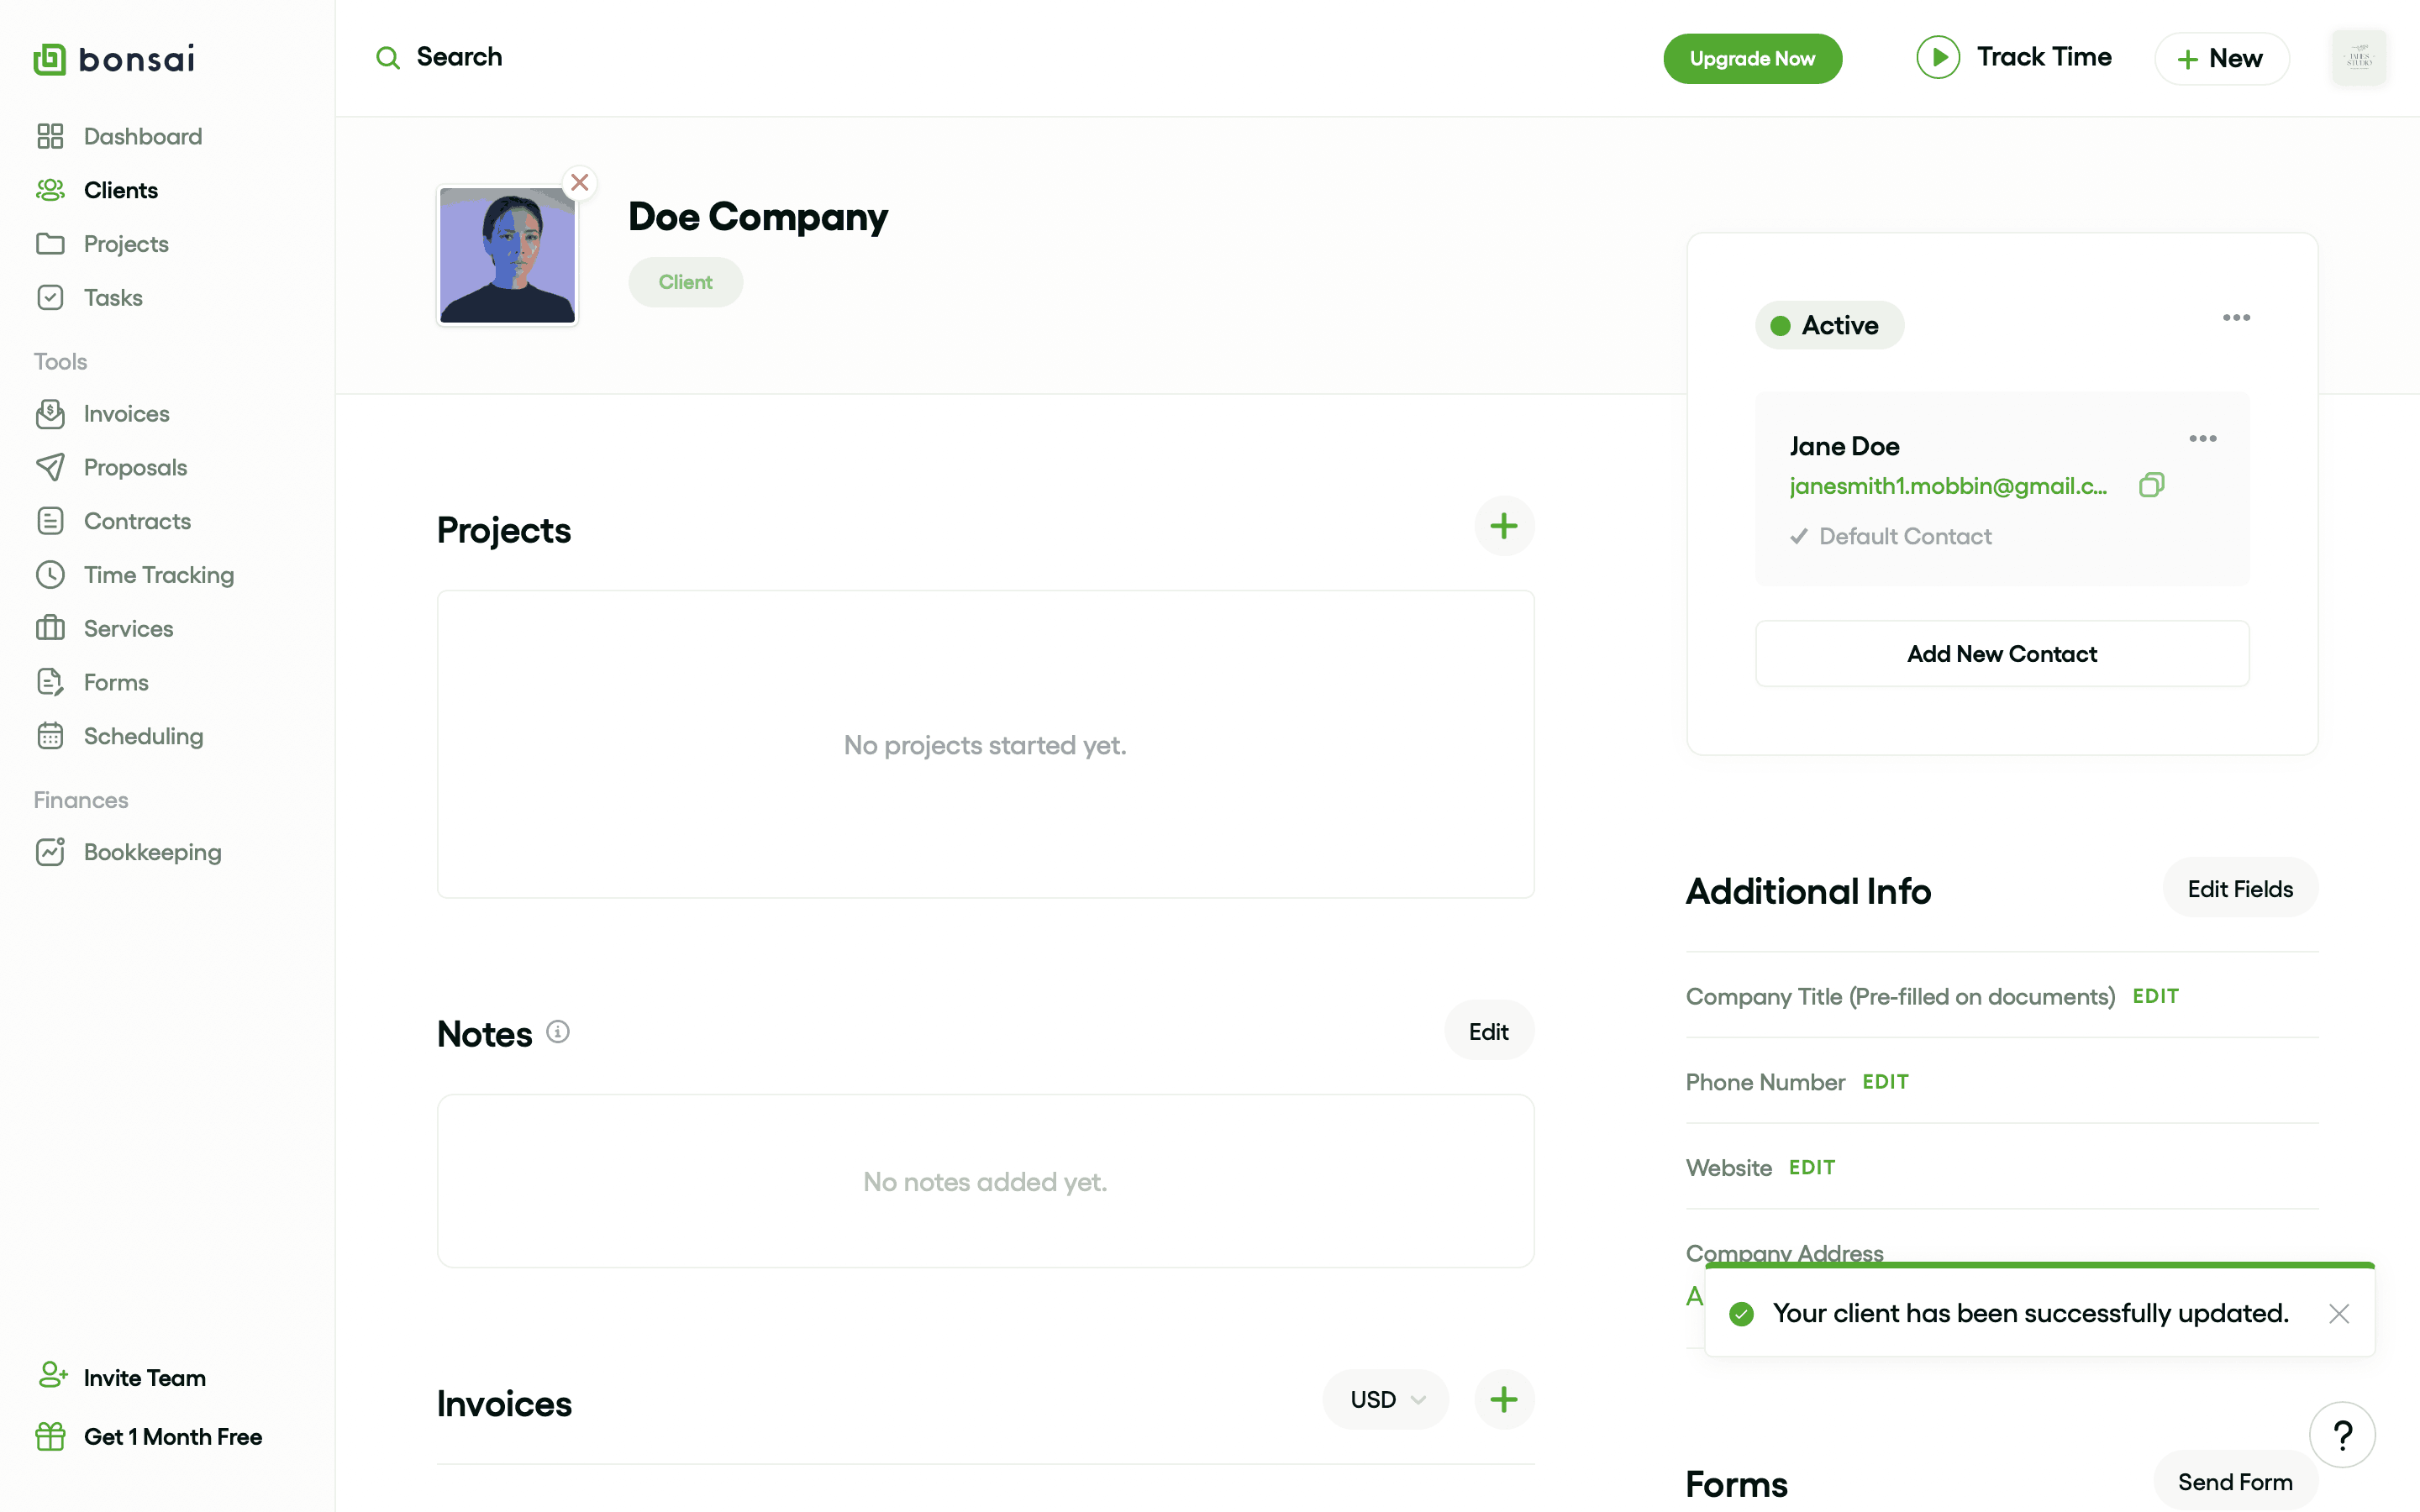 bonsai
Search
Upgrade Now
Track Time
New
JANE'S
STUDIO
Dashboard
Clients
Projects
Tasks
Tools
Invoices
Proposals
Contracts
Time Tracking
Services
Forms
Scheduling
Finances
Bookkeeping
Invite Team
Get 1 Month Free
Doe Company
Client
Active
Jane Doe
janesmith1.mobbin@gmail.c...
Default Contact
Add New Contact
Projects
No projects started yet.
Notes
Edit
No notes added yet.
Invoices
USD
Additional Info
Edit Fields
Company Title (Pre-filled on documents) EDIT
Phone Number EDIT
Website EDIT
Company Address
A
Your client has been successfully updated.
Forms
Send Form
?